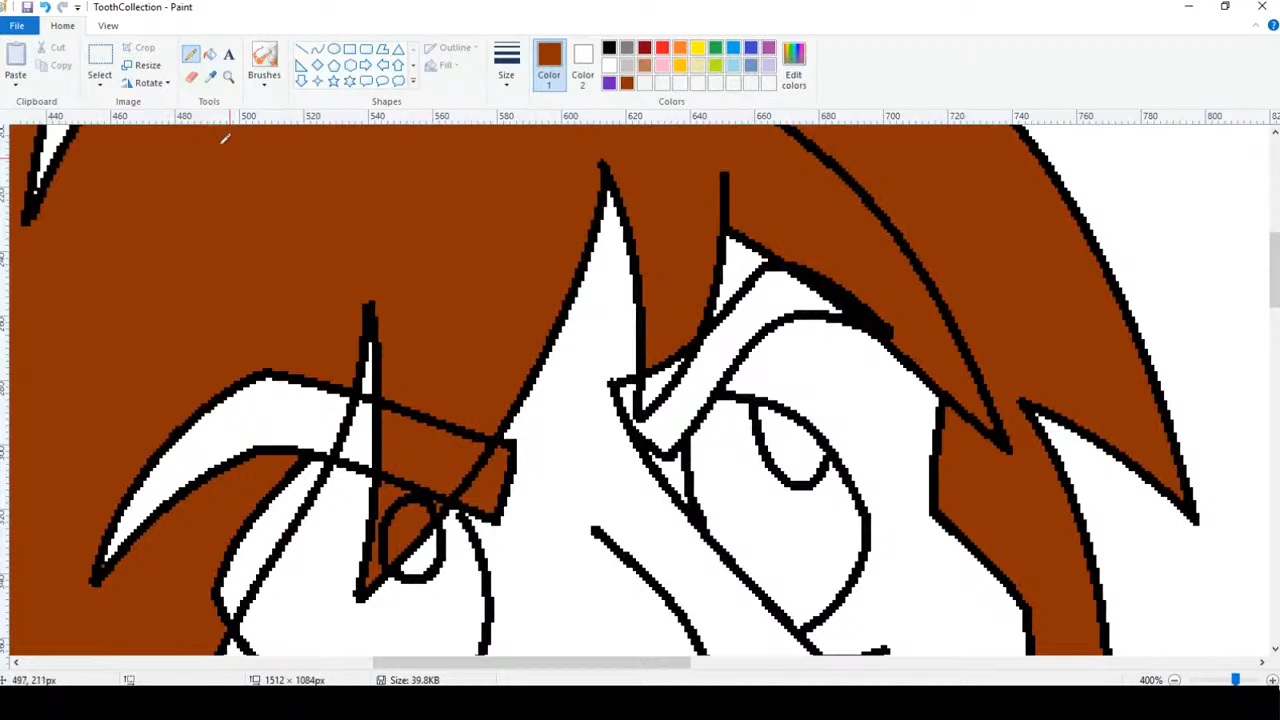 ToothCollection - Paint
File Home View
Paste
Cut
Copy
Clipboard
Select
Crop
Resize
Rotate
Image
A
Tools
Brushes
Outline
Fill
Shapes
Size
Color 1
Color 2
Edit colors
Colors
440 460 480 500 520 540 560 580 600 620 640 660 680 700 720 740 760 780 800
497, 211px
1512 × 1084px
Size: 39.8KB
400%